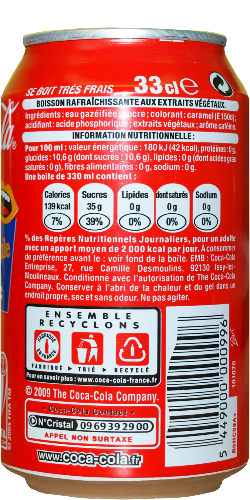 SE BOIT TRÈS FRAIS 33cl e
BOISSON RAFRAÎCHISSANTE AUX EXTRAITS VÉGÉTAUX.
Ingrédients: eau gazéifiée; sucre; colorant: caramel (E150c);
acidifiant: acide phosphorique; extraits végétaux; arôme caféine.
INFORMATION NUTRITIONNELLE:
Pour 100 ml: valeur énergétique: 180 kJ (42 kcal), protéines: 0g,
glucides: 10,6 g (dont sucres: 10,6 g), lipides: 0 g (dont acides gras
saturés: 0 g), fibres alimentaires: 0 g, sodium: 0 g.
Une boîte de 330 ml contient:
Calories Sucres Lipides dont saturés Sodium
139 kcal 35 g 0 g 0 g 0 g
7% 39% 0% 0% 0%
% des Repères Nutritionnels Journaliers, pour un adulte
avec un apport moyen de 2 000 kcal par jour. A consommer
de préférence avant le: voir fond de la boîte. EMB: Coca-Cola
Entreprise, 27, rue Camille Desmoulins, 92130, Issy-les-
Moulineaux. Conditionné avec l'autorisation de The Coca-Cola
Company. Conserver à l'abri de la chaleur et du gel dans un
endroit propre, sec et sans odeur. Ne pas agiter.
ENSEMBLE
RECYCLONS
FABRIQUÉ TRIÉ RECYCLÉ
Pour en savoir plus: www.coca-cola-france.fr
© 2009 The Coca-Cola Company.
Coca-Cola Contact
N°Cristal 09 69 39 29 00
APPEL NON SURTAXE
www.coca-cola.fr
5 449000 000996
101070